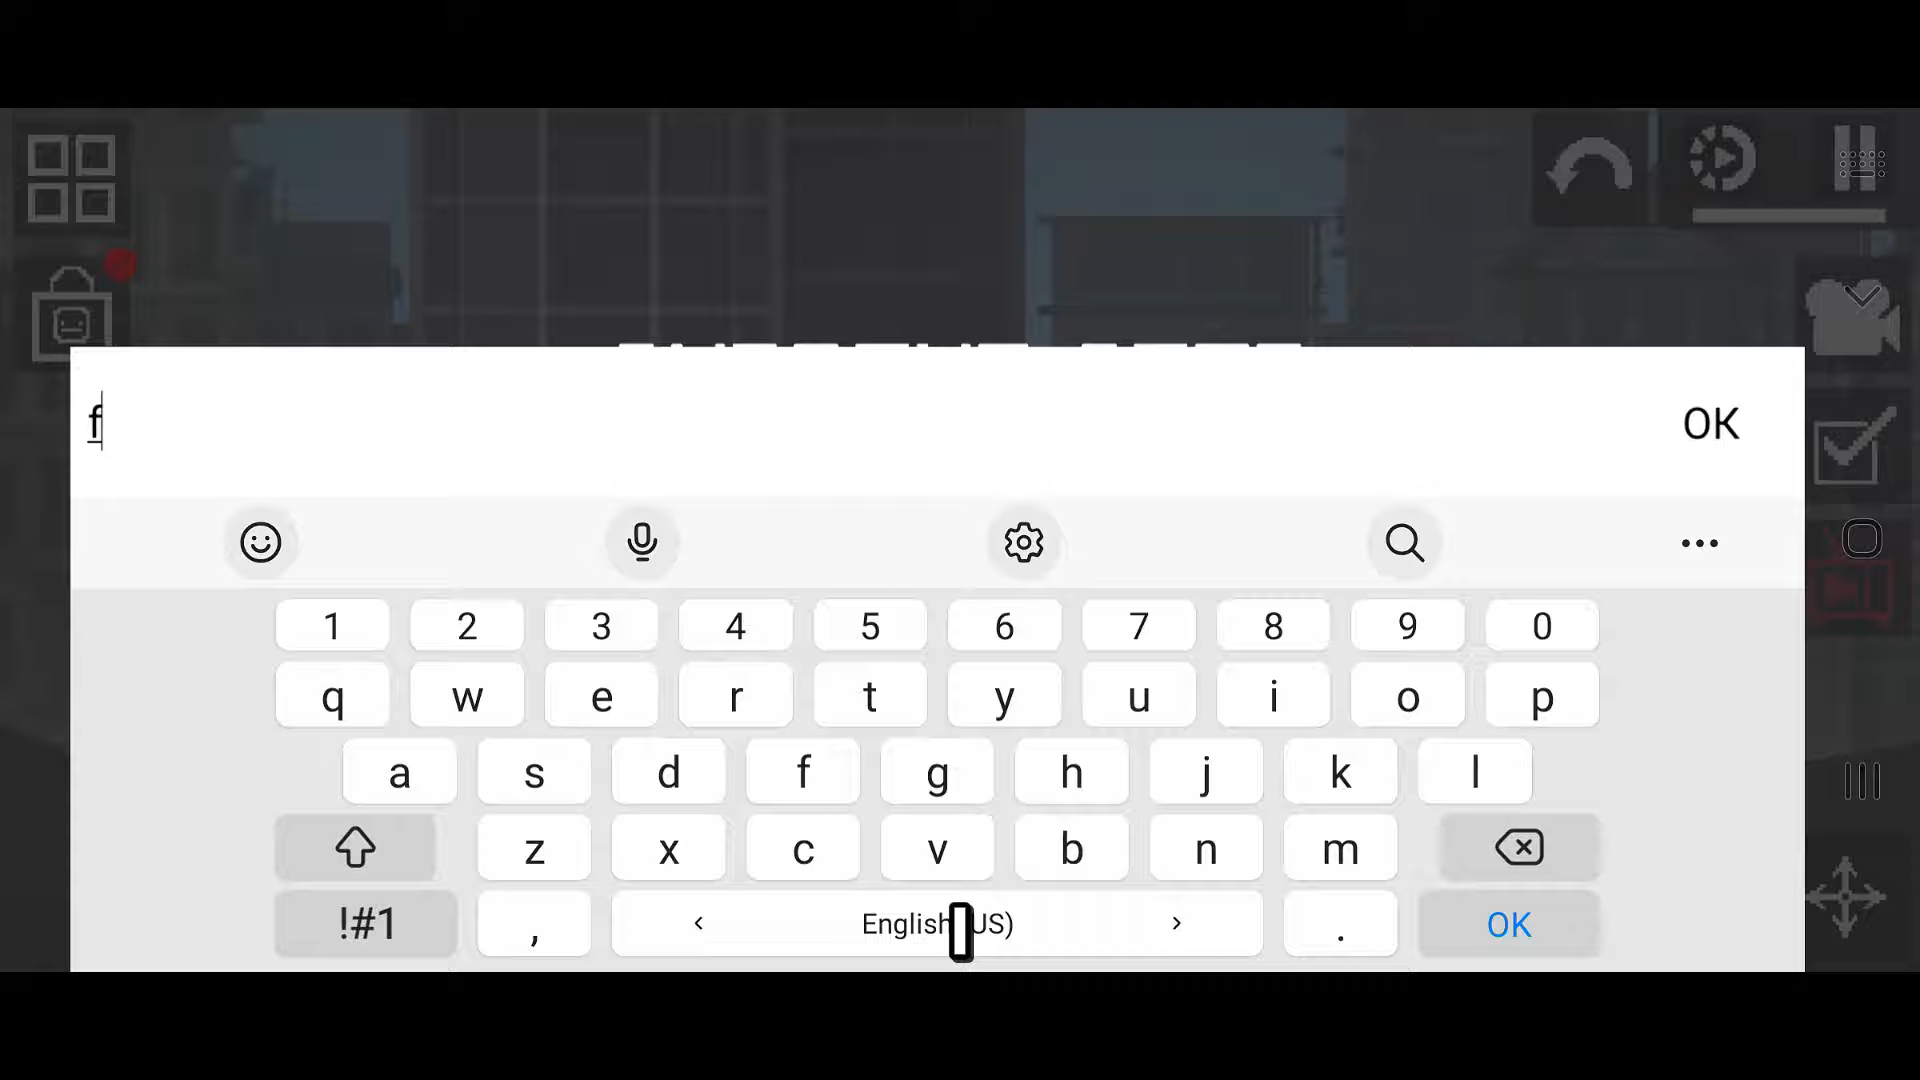 f
OK
1 2 3 4 5 6 7 8 9 0
q w e r t y u i o p
a s d f g h j k l
z x c v b n m
!#1 , < English (US) > . OK